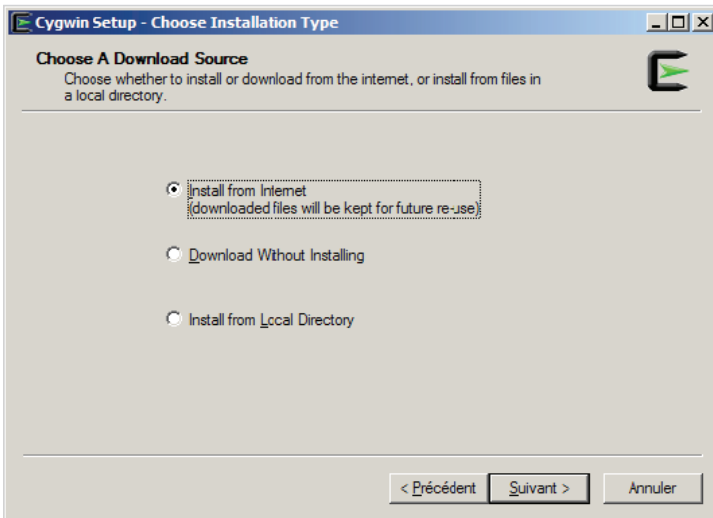 Cygwin Setup - Choose Installation Type
Choose A Download Source
Choose whether to install or download from the internet, or install from files in
a local directory.
Install from Internet
(downloaded files will be kept for future re-use)
Download Without Installing
Install from Local Directory
< Précédent
Suivant >
Annuler